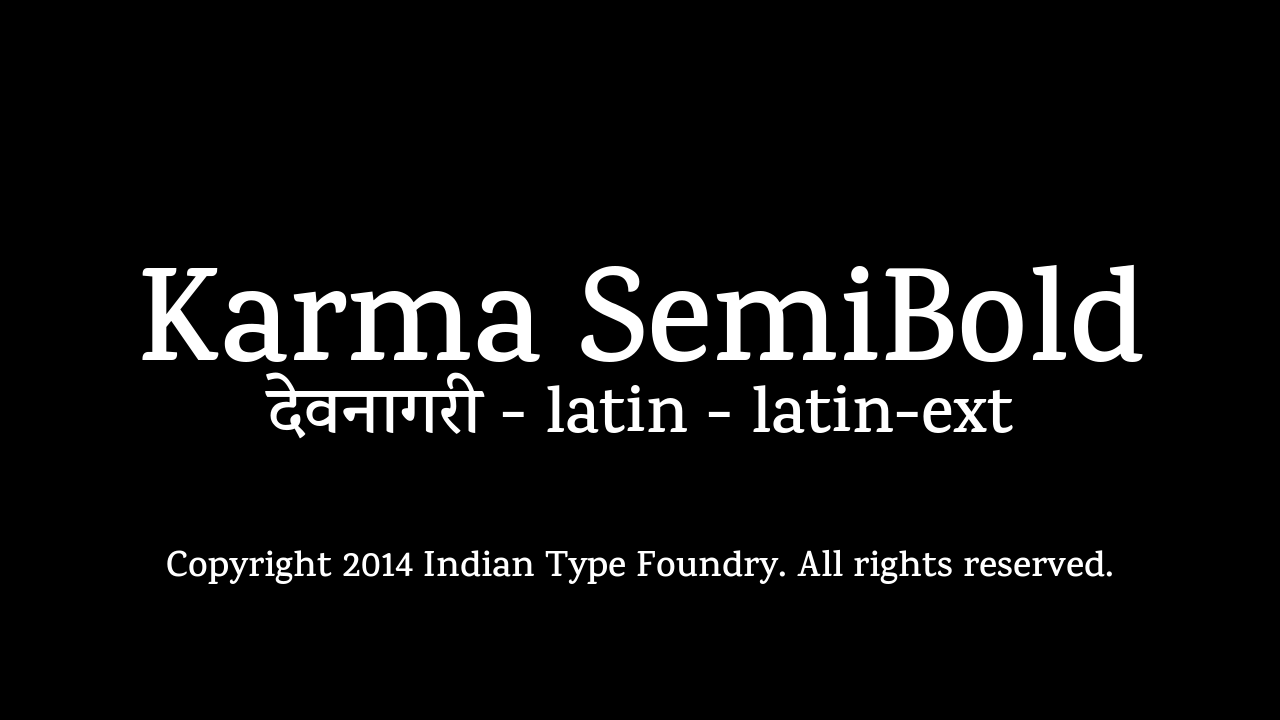 Karma SemiBold
देवनागरी - latin - latin-ext
Copyright 2014 Indian Type Foundry. All rights reserved.